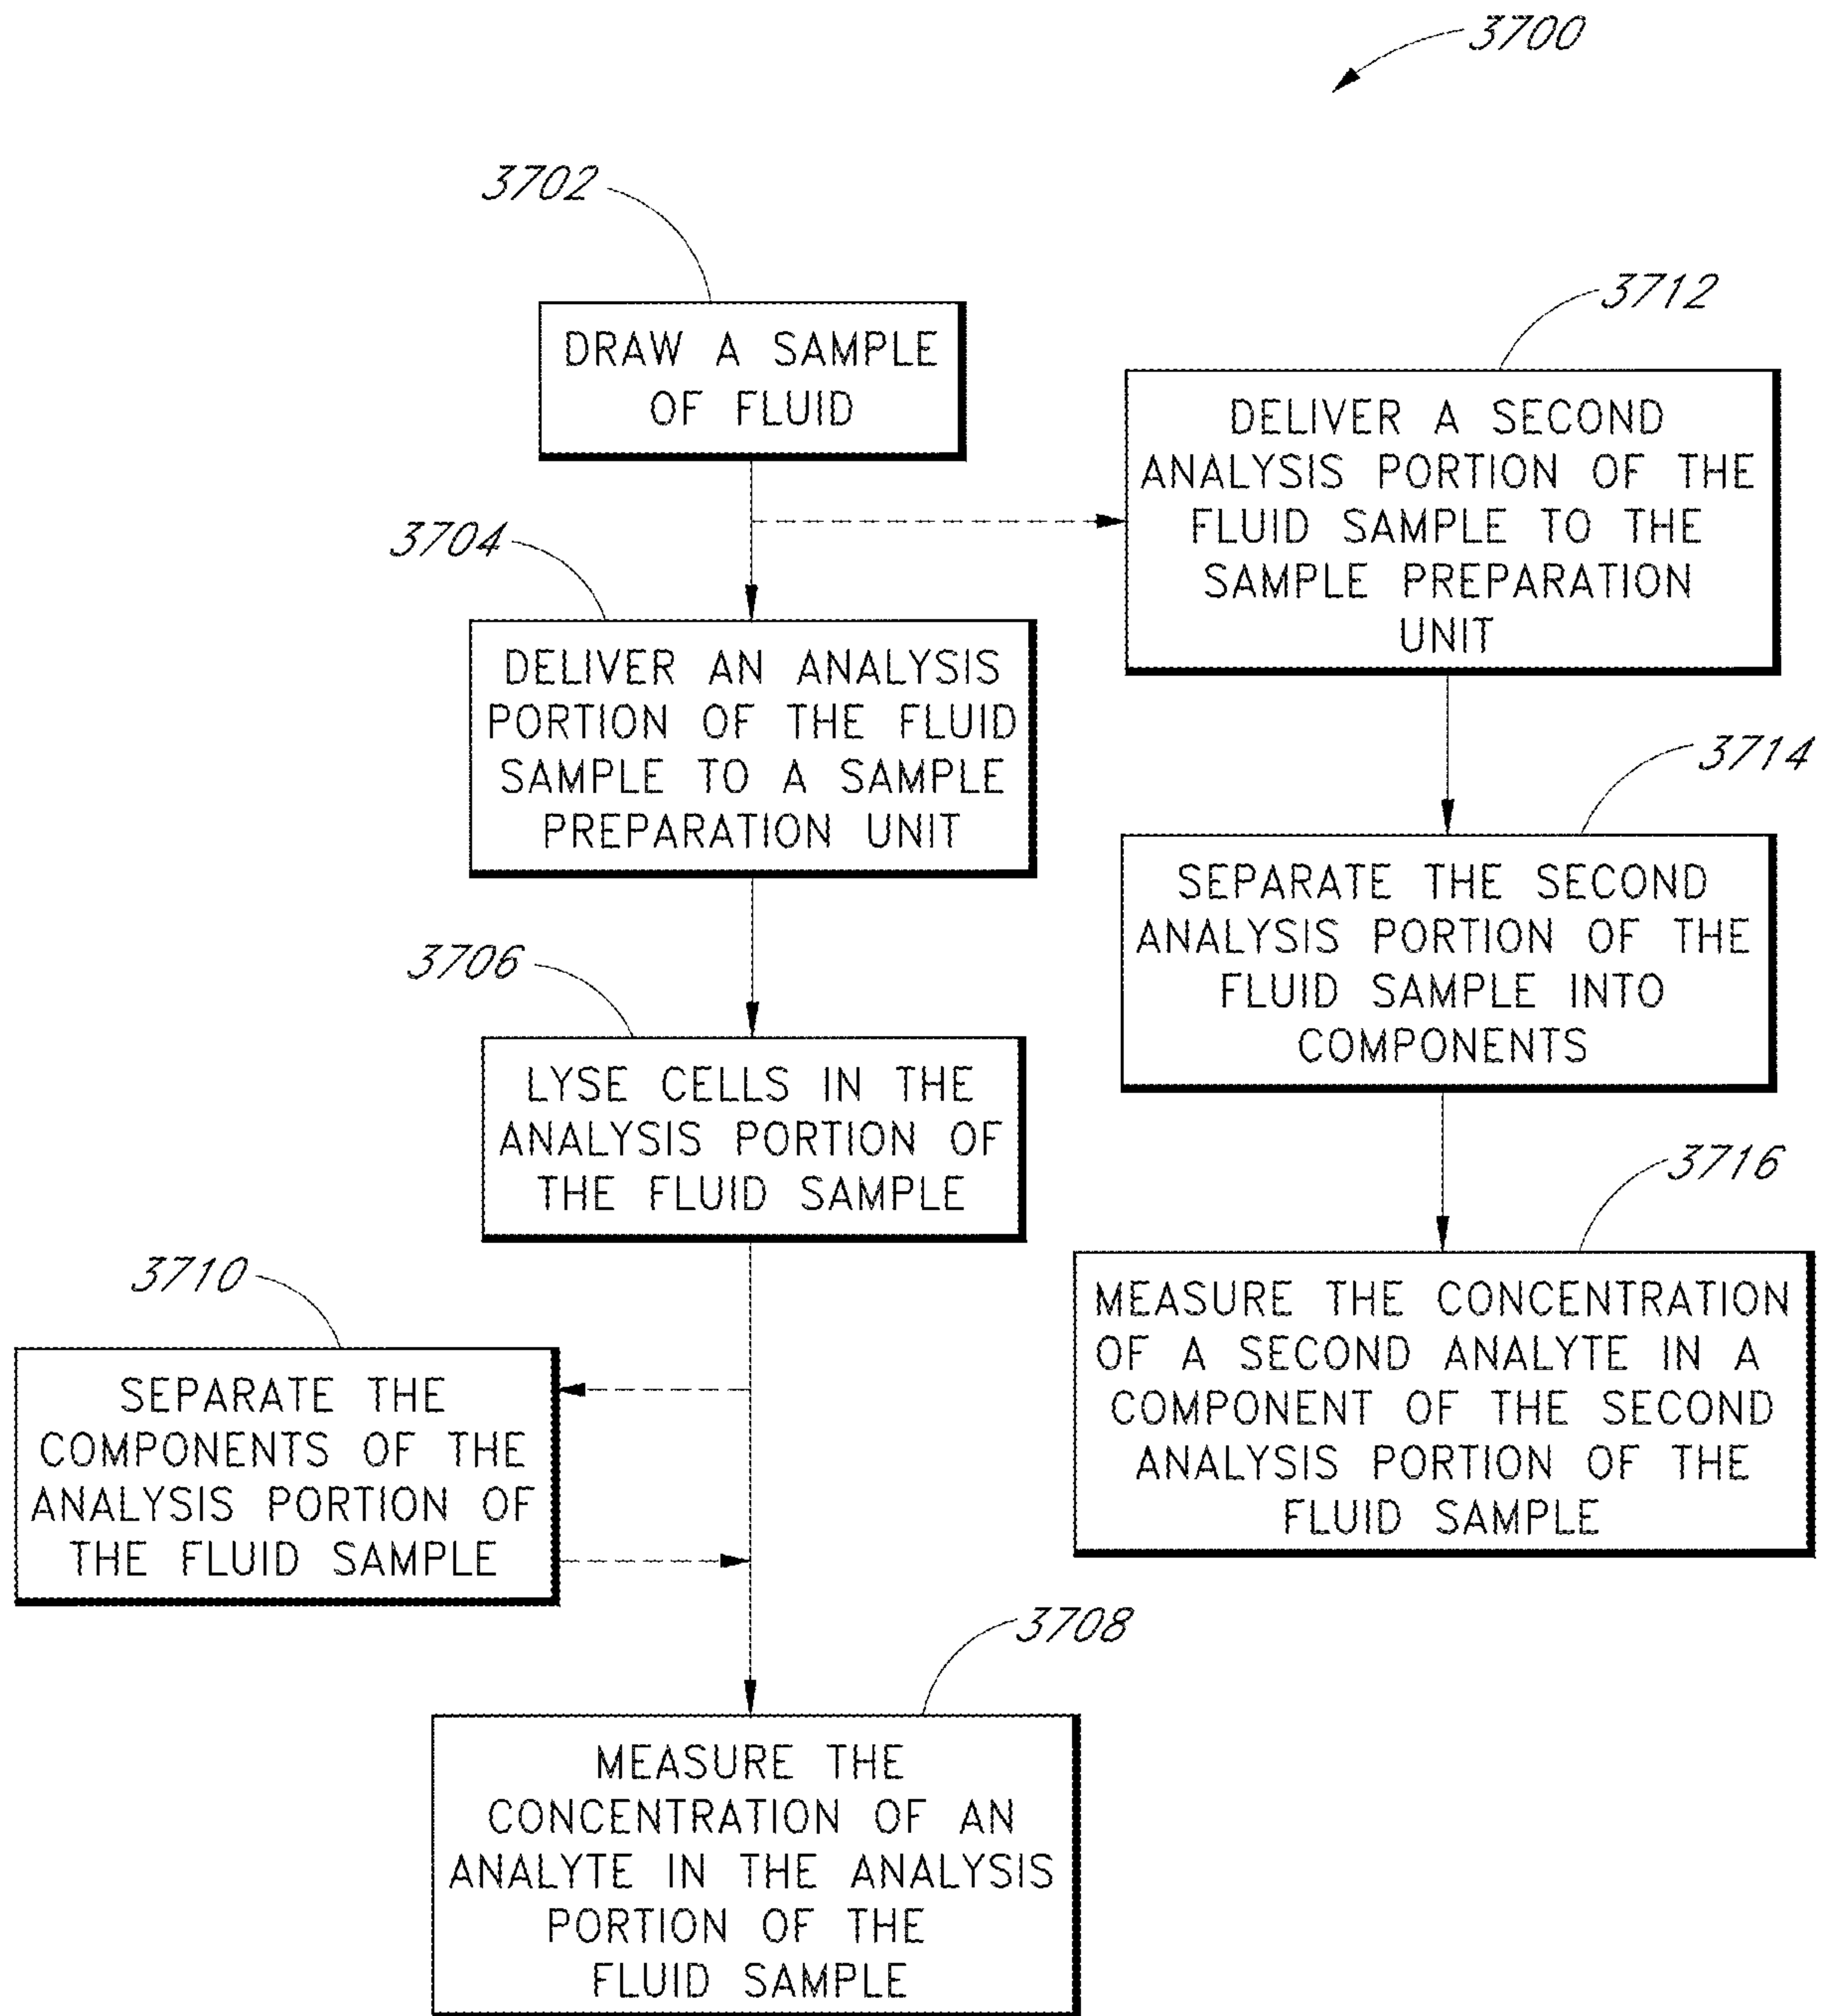 3700
3702
DRAW A SAMPLE
OF FLUID
3712
DELIVER A SECOND
ANALYSIS PORTION OF THE
FLUID SAMPLE TO THE
SAMPLE PREPARATION
UNIT
3704
DELIVER AN ANALYSIS
PORTION OF THE FLUID
SAMPLE TO A SAMPLE
PREPARATION UNIT
3714
SEPARATE THE SECOND
ANALYSIS PORTION OF THE
FLUID SAMPLE INTO
COMPONENTS
3706
LYSE CELLS IN THE
ANALYSIS PORTION OF
THE FLUID SAMPLE
3716
MEASURE THE CONCENTRATION
OF A SECOND ANALYTE IN A
COMPONENT OF THE SECOND
ANALYSIS PORTION OF THE
FLUID SAMPLE
3710
SEPARATE THE
COMPONENTS OF THE
ANALYSIS PORTION OF
THE FLUID SAMPLE
3708
MEASURE THE
CONCENTRATION OF AN
ANALYTE IN THE ANALYSIS
PORTION OF THE
FLUID SAMPLE